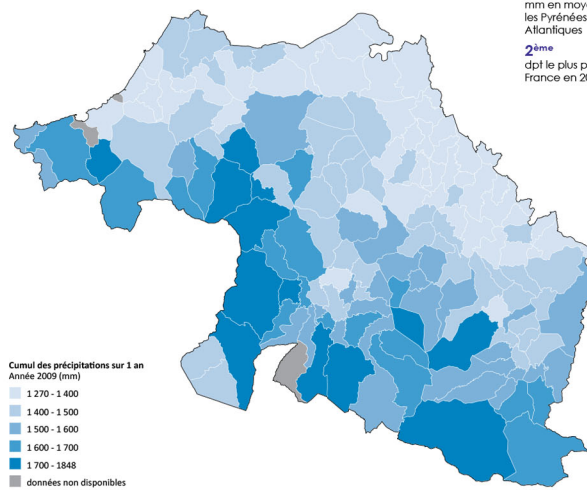 mm en moye
les Pyrénées
Atlantiques
2ème
dpt le plus p
France en 20
Cumul des précipitations sur 1 an
Année 2009 (mm)
1 270 - 1 400
1 400 - 1 500
1 500 - 1 600
1 600 - 1 700
1 700 - 1848
données non disponibles